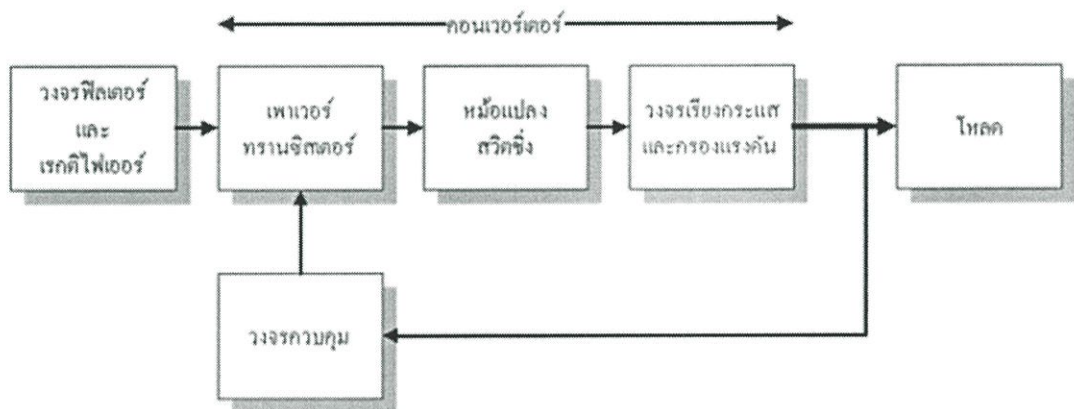 คอนเวอร์เตอร์
วงจรฟิลเตอร์
และ
เรกติไฟเออร์
เพาเวอร์
ทรานซิสเตอร์
หม้อแปลง
สวิตชิ่ง
วงจรเรียงกระแส
และกรองแรงดัน
โหลด
วงจรควบคุม